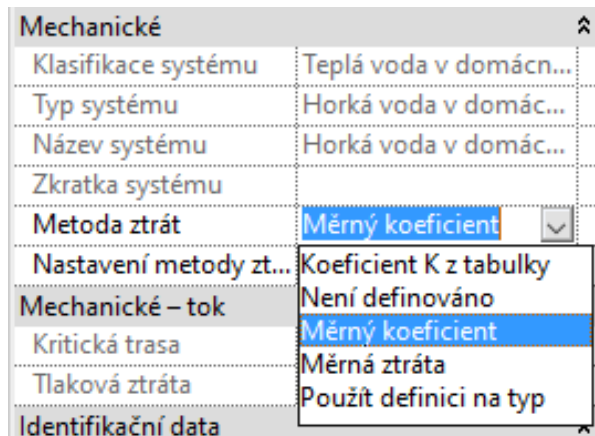 Mechanické
Klasifikace systému Teplá voda v domácn...
Typ systému Horká voda v domác...
Název systému Horká voda v domác...
Zkratka systému
Metoda ztrát Měrný koeficient
Nastavení metody zt... Koeficient K z tabulky
Není definováno
Mechanické – tok
Měrný koeficient
Kritická trasa
Měrná ztráta
Tlaková ztráta
Použít definici na typ
Identifikační data